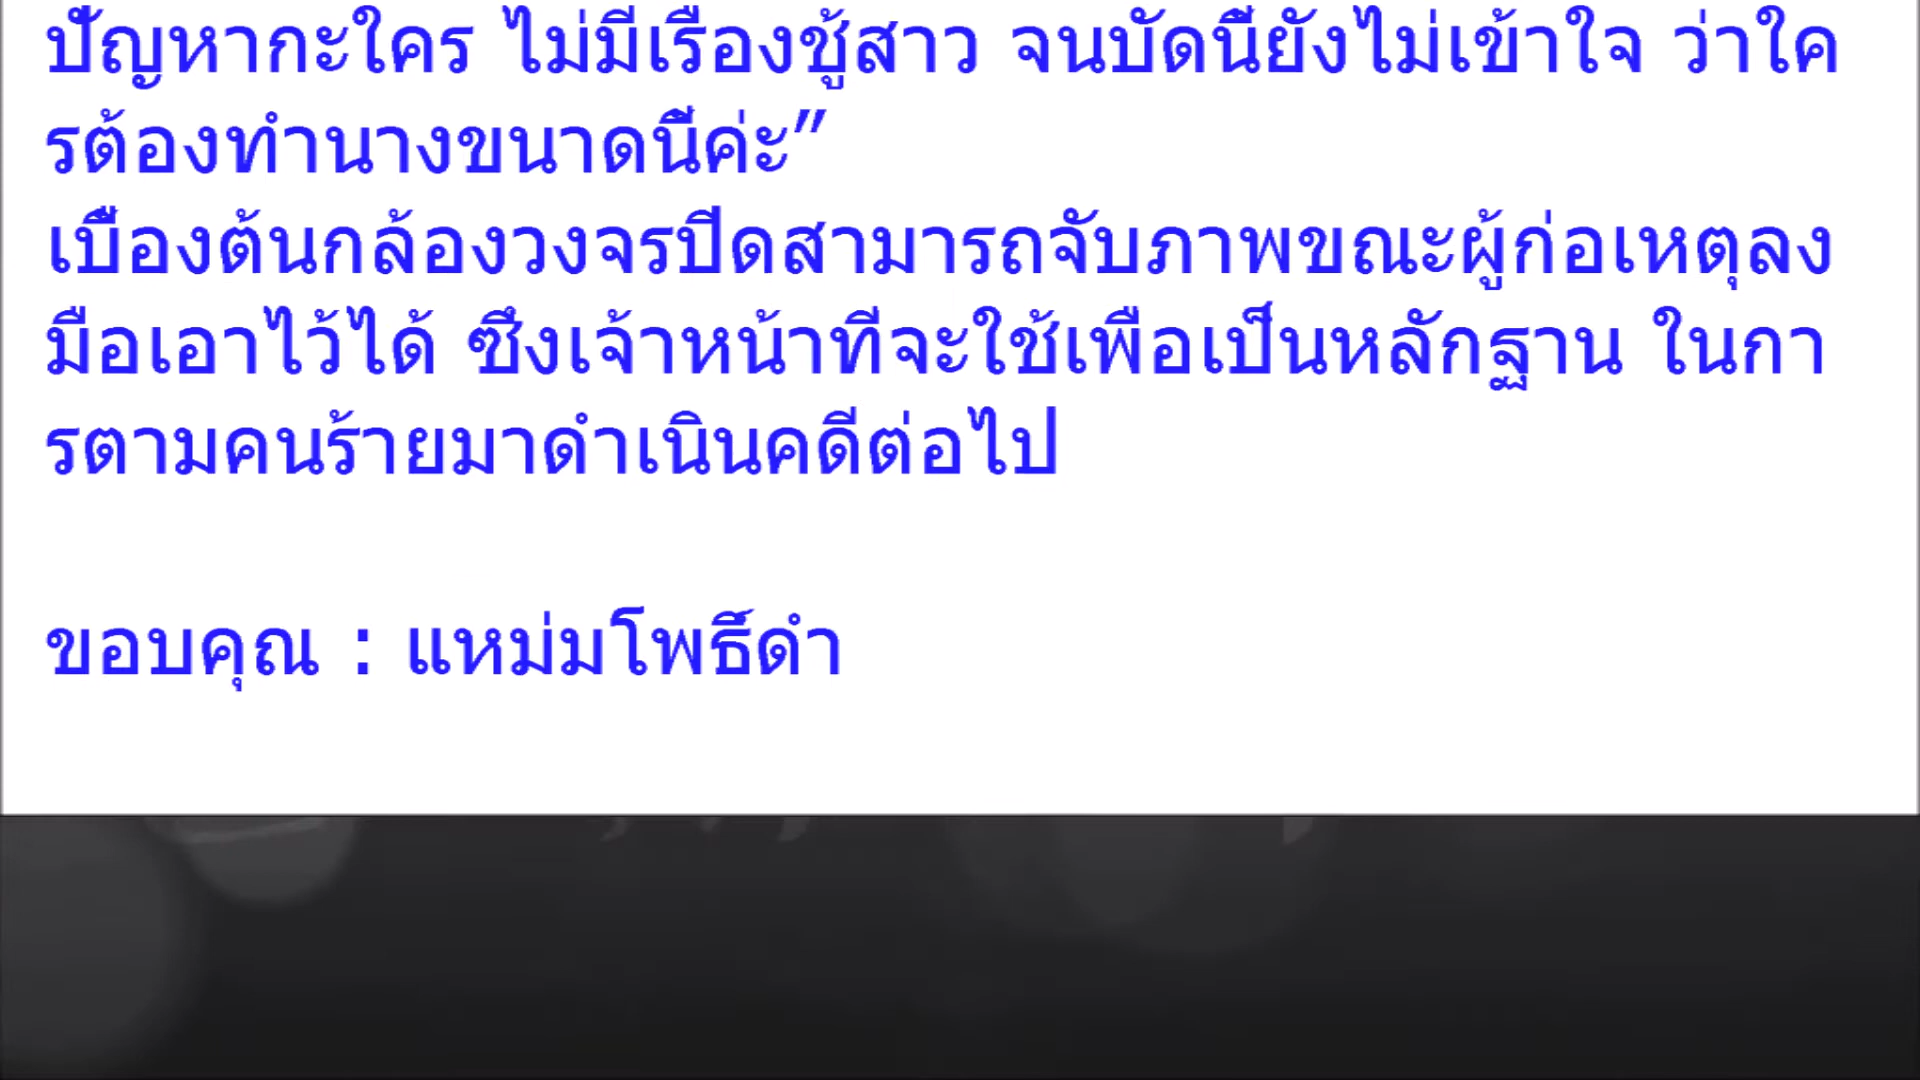 ปัญหากะใคร ไม่มีเรื่องชู้สาว จนบัดนี้ยังไม่เข้าใจ ว่าใค
รต้องทำนางขนาดนี้ค่ะ”
เบื้องต้นกล้องวงจรปิดสามารถจับภาพขณะผู้ก่อเหตุลง
มือเอาไว้ได้ ซึ่งเจ้าหน้าที่จะใช้เพื่อเป็นหลักฐาน ในกา
รตามคนร้ายมาดำเนินคดีต่อไป
ขอบคุณ : แหม่มโพธิ์ดำ